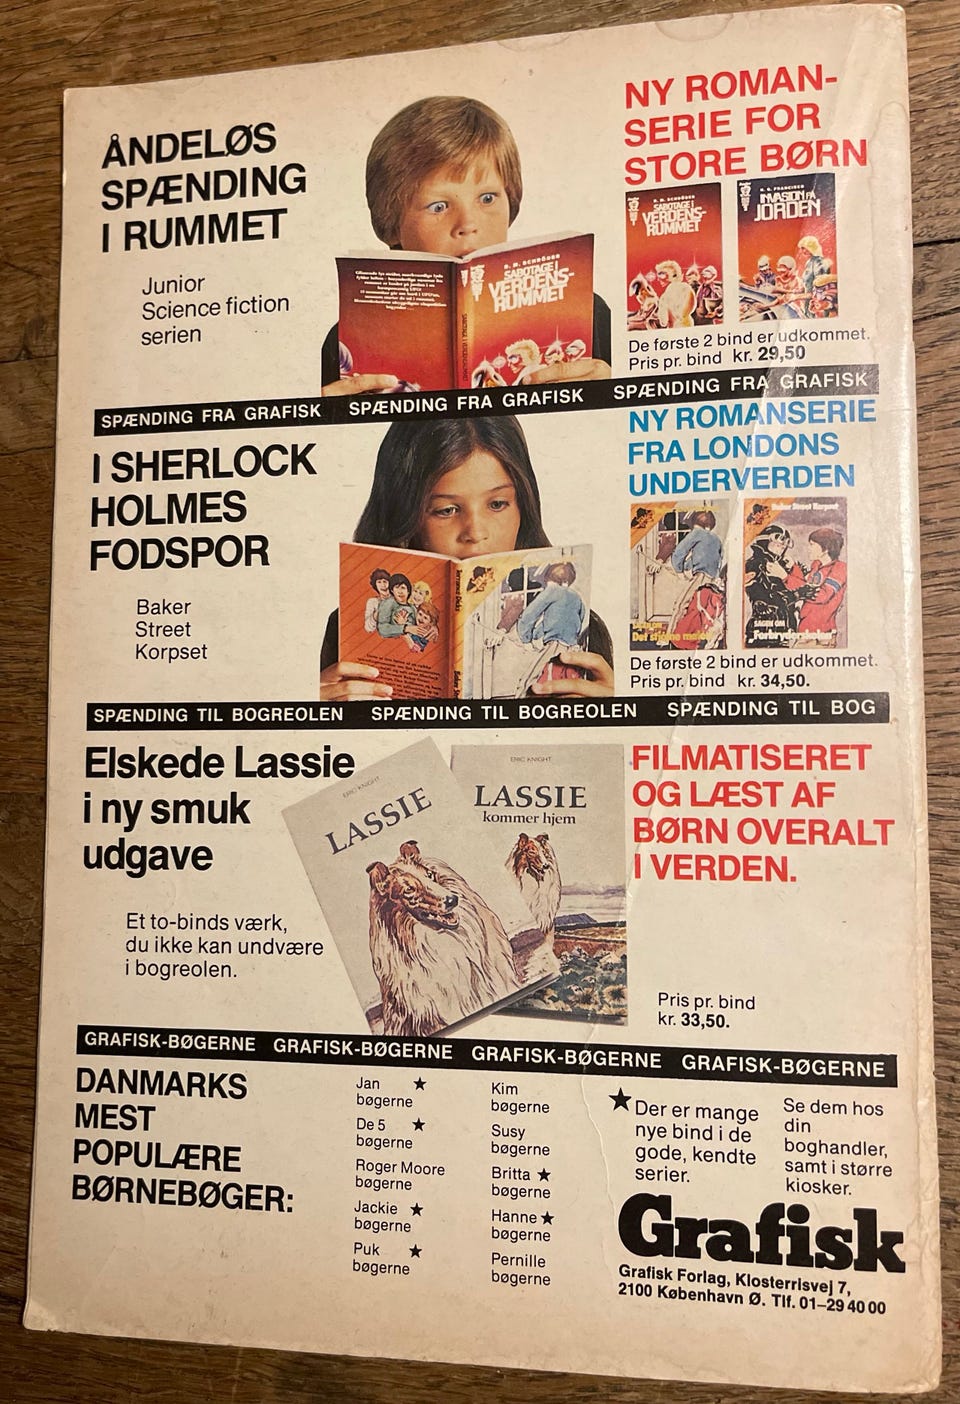 ÅNDELØS
SPÆNDING
I RUMMET
Junior
Science fiction
serien
SABOTAGE I
VERDENS-
RUMMET
NY ROMAN-
SERIE FOR
STORE BØRN
SABOTAGE I
VERDENS-
RUMMET
H. G. FRANCISCO
INVASION PÅ
JORDEN
De første 2 bind er udkommet.
Pris pr. bind kr. 29,50
SPÆNDING FRA GRAFISK SPÆNDING FRA GRAFISK SPÆNDING FRA GRAFISK
I SHERLOCK
HOLMES
FODSPOR
Baker
Street
Korpset
NY ROMANSERIE
FRA LONDONS
UNDERVERDEN
Baker Street Korpset
SAGEN OM
"Forbryderskolen"
De første 2 bind er udkommet.
Pris pr. bind kr. 34,50.
SPÆNDING TIL BOGREOLEN SPÆNDING TIL BOGREOLEN SPÆNDING TIL BOG
Elskede Lassie
i ny smuk
udgave
Et to-binds værk,
du ikke kan undvære
i bogreolen.
ERIC KNIGHT
LASSIE
ERIC KNIGHT
LASSIE
kommer hjem
FILMATISERET
OG LÆST AF
BØRN OVERALT
I VERDEN.
Pris pr. bind
kr. 33,50.
GRAFISK-BØGERNE GRAFISK-BØGERNE GRAFISK-BØGERNE GRAFISK-BØGERNE
DANMARKS
MEST
POPULÆRE
BØRNEBØGER:
Jan ★
bøgerne
De 5 ★
bøgerne
Roger Moore
bøgerne
Jackie ★
bøgerne
Puk ★
bøgerne
Kim
bøgerne
Susy
bøgerne
Britta ★
bøgerne
Hanne ★
bøgerne
Pernille
bøgerne
★ Der er mange
nye bind i de
gode, kendte
serier.
Se dem hos
din
boghandler,
samt i større
kiosker.
Grafisk
Grafisk Forlag, Klosterrisvej 7,
2100 København Ø. Tlf. 01–29 40 00